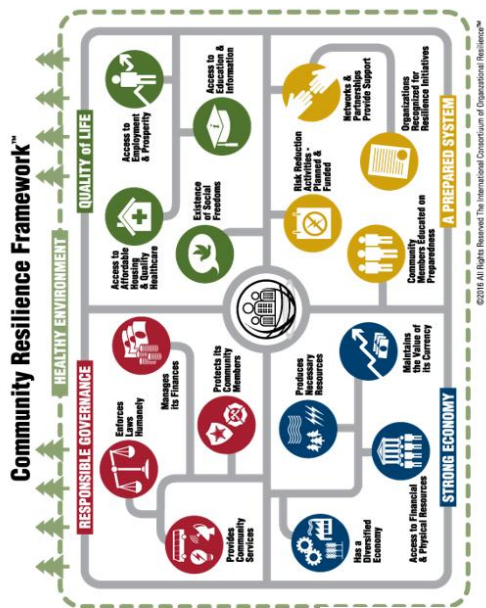 Community Resilience Framework™
HEALTHY ENVIRONMENT
RESPONSIBLE GOVERNANCE
Enforces
Laws
Humanely
Manages
its Finances
Provides
Community
Services
Protects its
Community
Members
QUALITY of LIFE
Access to
Affordable
Housing
& Quality
Healthcare
Access to
Employment
& Prosperity
Existence
of Social
Freedoms
Access to
Education &
Information
STRONG ECONOMY
Has a
Diversified
Economy
Produces
Necessary
Resources
Access to Financial
& Physical Resources
Maintains
the Value of
its Currency
A PREPARED SYSTEM
Risk Reduction
Activities -
Planned &
Funded
Networks &
Partnerships
Provide Support
Community
Members Educated on
Preparedness
Organizations
Recognized for
Resilience Initiatives
©2016 All Rights Reserved The International Consortium of Organizational Resilience™